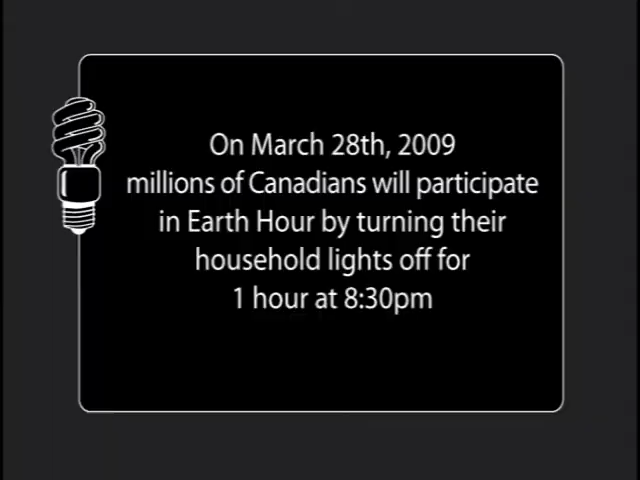 On March 28th, 2009
millions of Canadians will participate
in Earth Hour by turning their
household lights off for
1 hour at 8:30pm